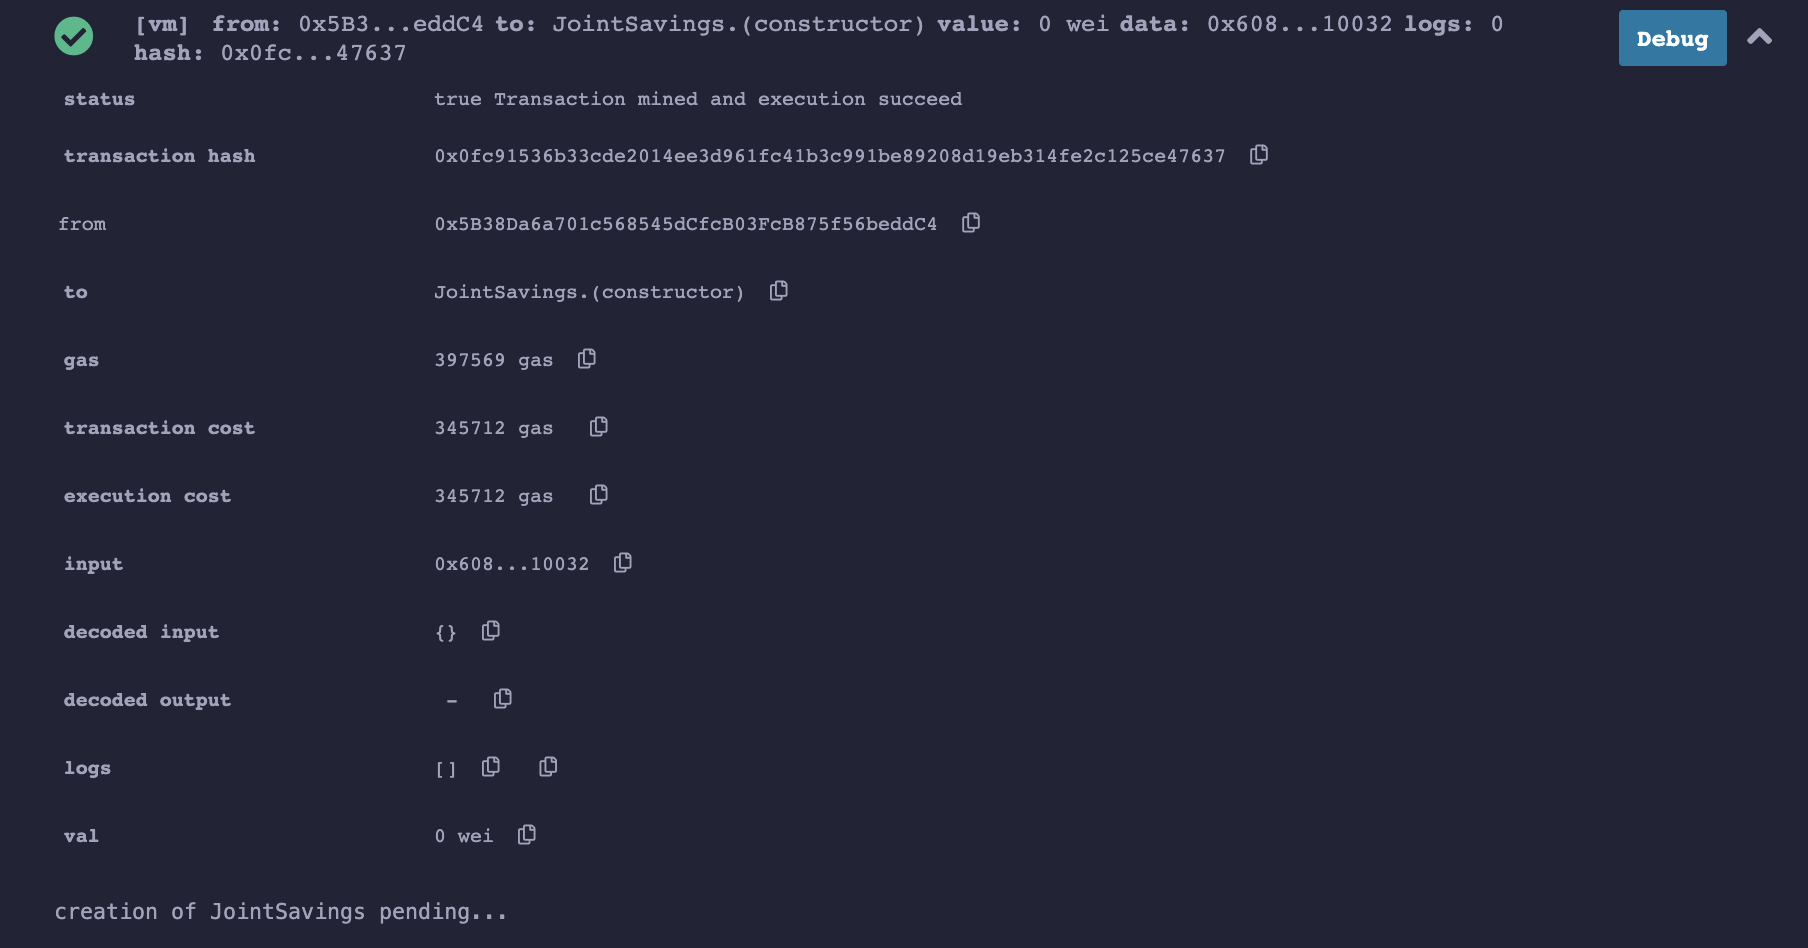 [vm] from: 0x5B3...eddC4 to: JointSavings.(constructor) value: 0 wei data: 0x608...10032 logs: 0
hash: 0x0fc...47637
Debug
status true Transaction mined and execution succeed
transaction hash 0x0fc91536b33cde2014ee3d961fc41b3c991be89208d19eb314fe2c125ce47637
from 0x5B38Da6a701c568545dCfcB03FcB875f56beddC4
to JointSavings.(constructor)
gas 397569 gas
transaction cost 345712 gas
execution cost 345712 gas
input 0x608...10032
decoded input {}
decoded output -
logs []
val 0 wei
creation of JointSavings pending...